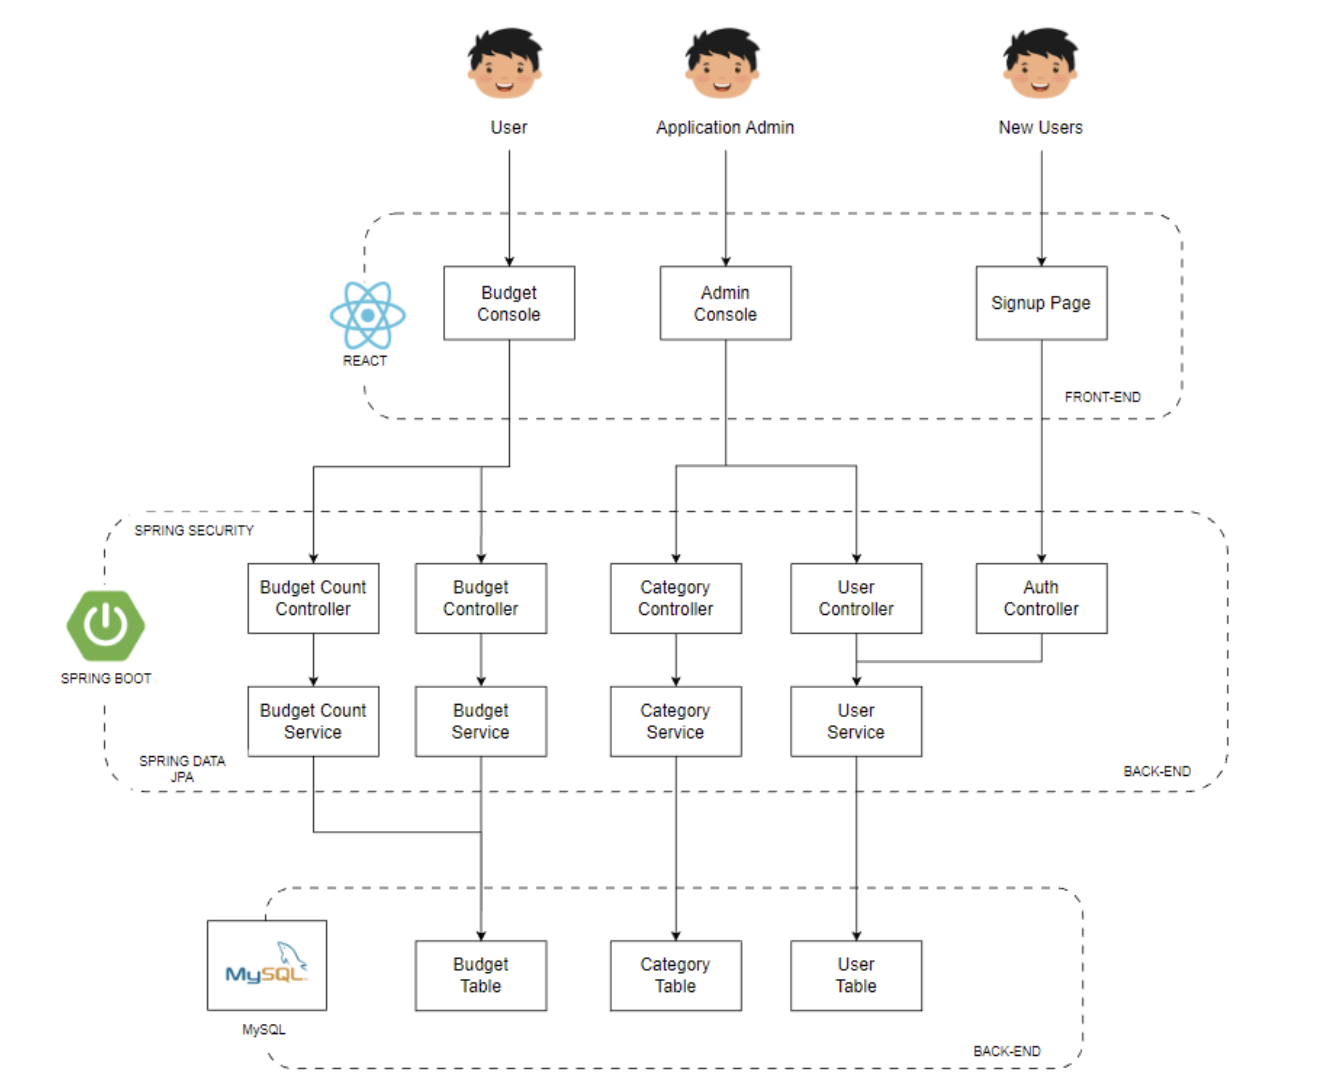 User
Application Admin
New Users
Budget
Console
Admin
Console
Signup Page
REACT
FRONT-END
SPRING SECURITY
Budget Count
Controller
Budget
Controller
Category
Controller
User
Controller
Auth
Controller
SPRING BOOT
Budget Count
Service
Budget
Service
Category
Service
User
Service
SPRING DATA
JPA
BACK-END
MySQL
Budget
Table
Category
Table
User
Table
MySQL
BACK-END